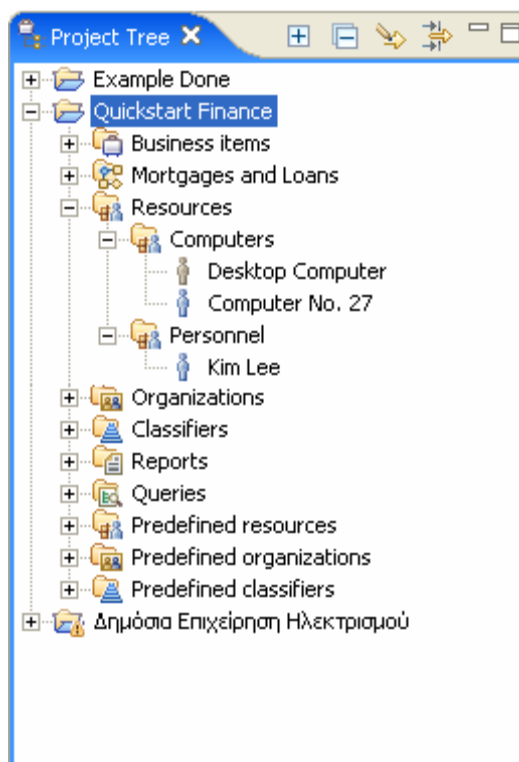 Project Tree
Example Done
Quickstart Finance
Business items
Mortgages and Loans
Resources
Computers
Desktop Computer
Computer No. 27
Personnel
Kim Lee
Organizations
Classifiers
Reports
Queries
Predefined resources
Predefined organizations
Predefined classifiers
Δημόσια Επιχείρηση Ηλεκτρισμού